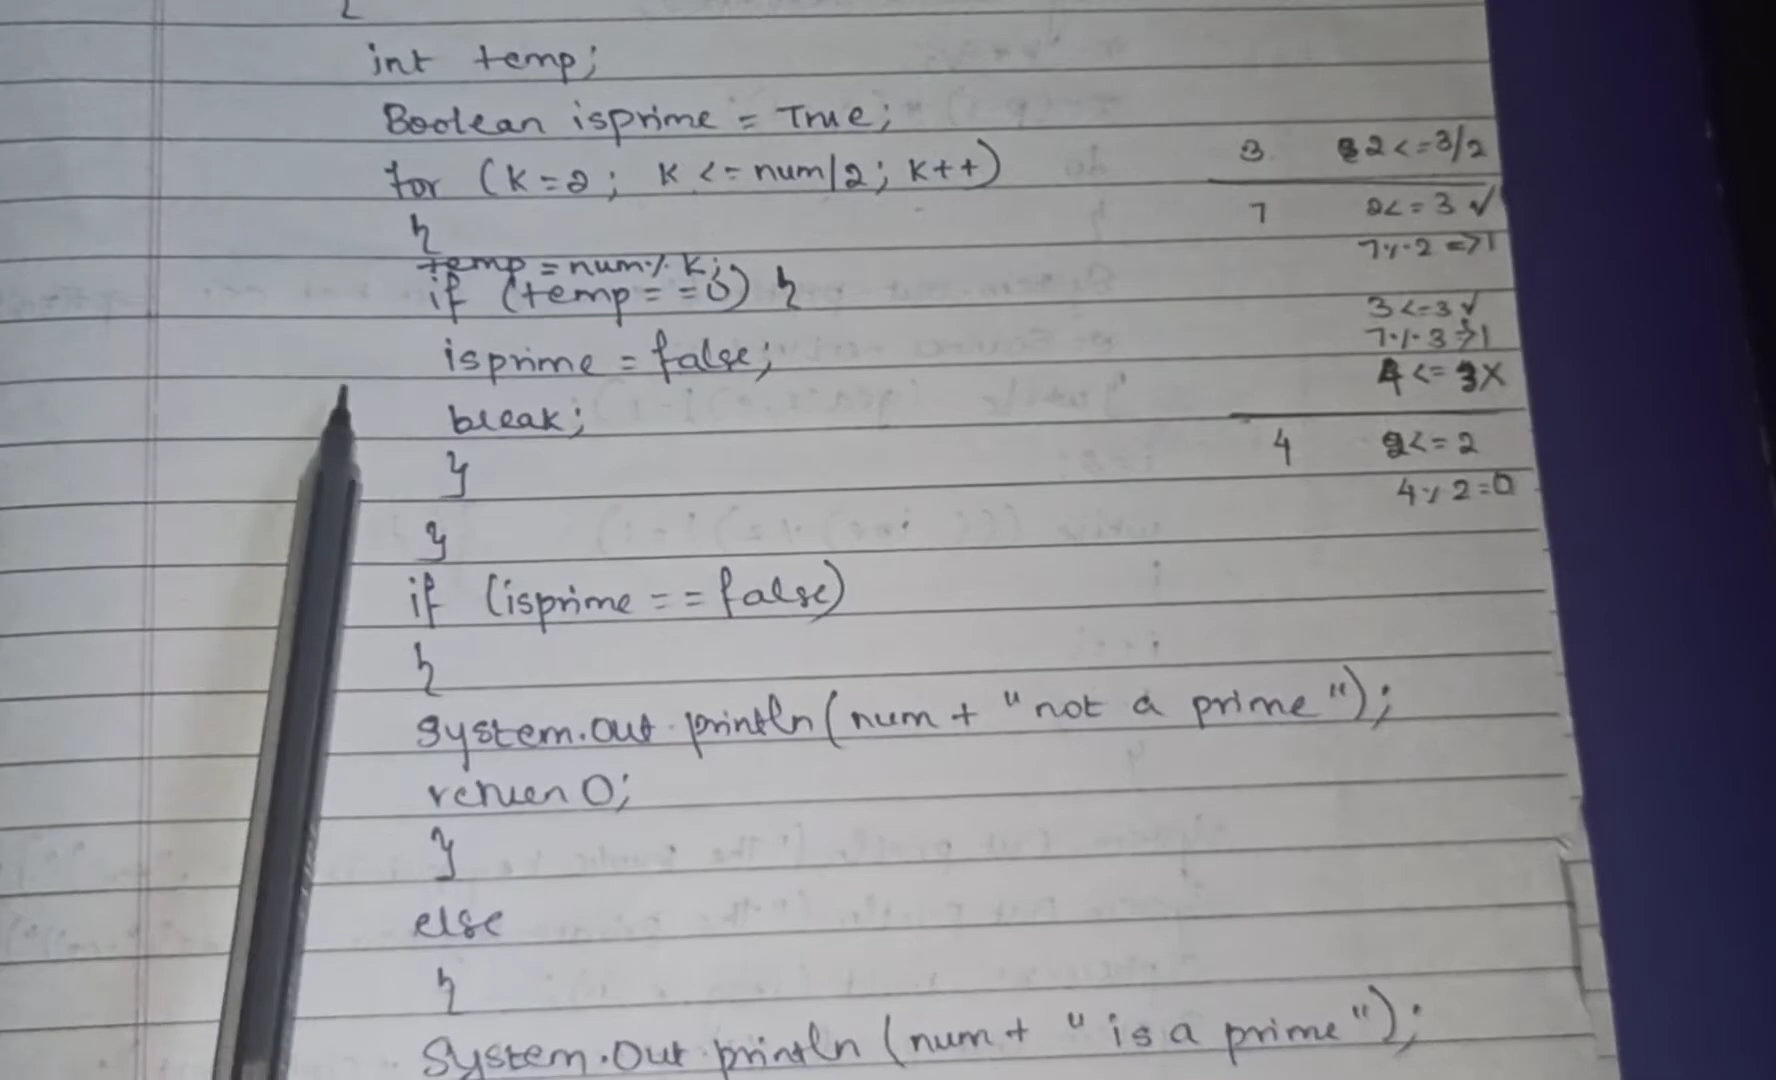 int temp;
Boolean isprime = True;
for (k=2; k <= num/2; k++)
{
temp = num % k;
if (temp == 0) {
isprime = false;
break;
}
}
if (isprime == false)
{
System.out.println(num + "not a prime");
return 0;
}
else
{
System.out.println(num + "is a prime");
3 2<=3/2
7 2<=3 ✓
7%2 =>1
3<=3 ✓
7%3 =>1
4<=3 X
4 2<=2
4%2=0